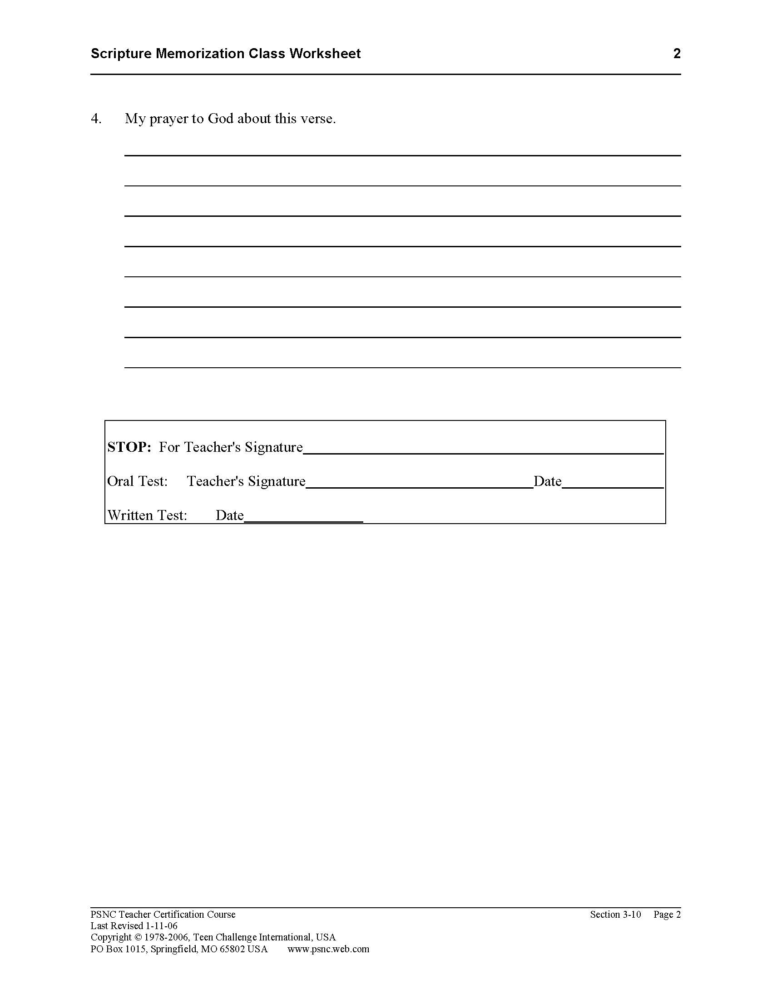 Scripture Memorization Class Worksheet 2
4. My prayer to God about this verse.
STOP: For Teacher's Signature
Oral Test: Teacher's Signature Date
Written Test: Date
PSNC Teacher Certification Course Section 3-10 Page 2
Last Revised 1-11-06
Copyright © 1978-2006, Teen Challenge International, USA
PO Box 1015, Springfield, MO 65802 USA www.psnc.web.com